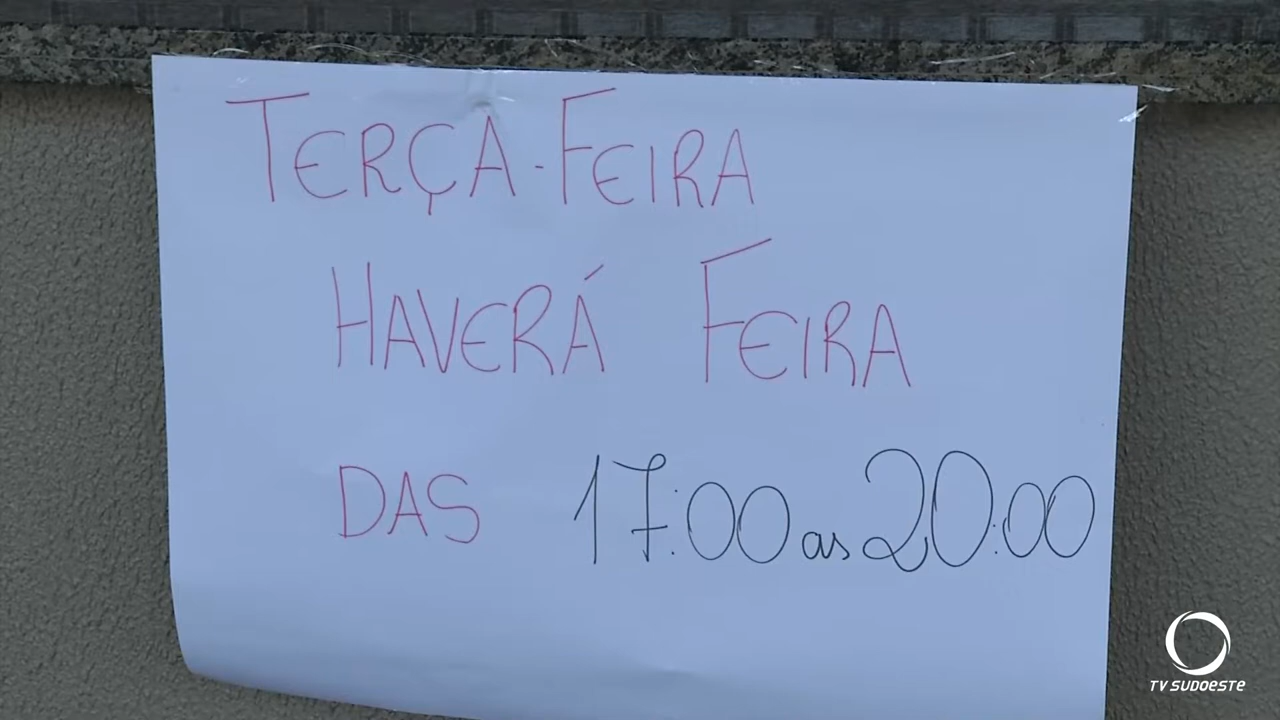 TERÇA-FEIRA
HAVERÁ FEIRA
DAS 17:00 as 20:00
TV SUDOESTE